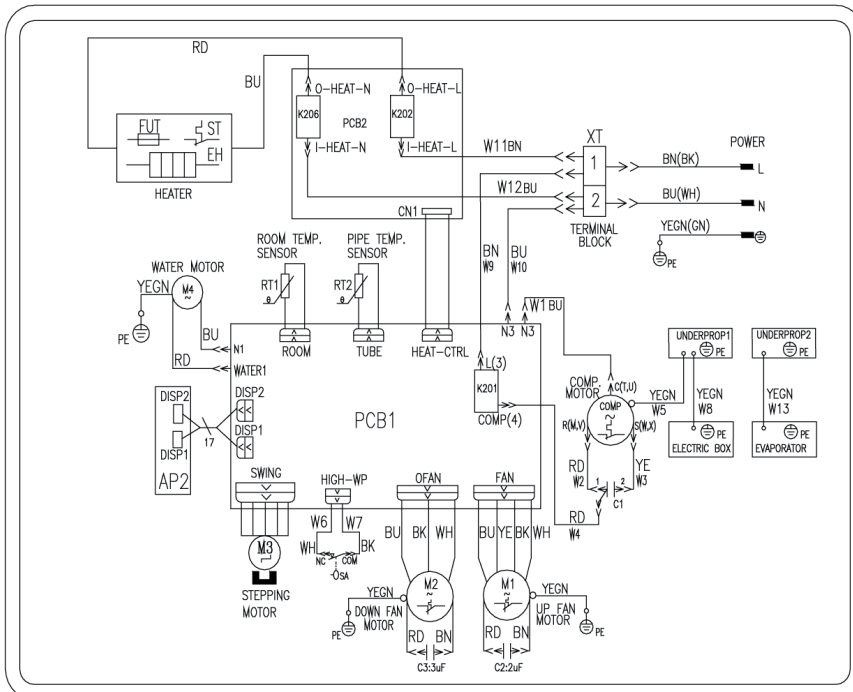 RD
BU
O-HEAT-N
O-HEAT-L
K206
K202
PCB2
I-HEAT-N
I-HEAT-L
FUT
ST
EH
HEATER
W11BN
W12BU
CN1
XT
1
2
TERMINAL
BLOCK
POWER
BN(BK)
L
BU(WH)
N
YEGN(GN)
PE
ROOM TEMP.
SENSOR
RT1
θ
PIPE TEMP.
SENSOR
RT2
θ
BN
W9
BU
W10
W1BU
N3
N3
WATER MOTOR
M4
~
YEGN
PE
BU
RD
N1
WATER1
ROOM
TUBE
HEAT-CTRL
L(3)
K201
COMP(4)
PCB1
DISP2
DISP1
AP2
17
DISP2
DISP1
COMP.
MOTOR
C(T,U)
COMP
~
R(M,V)
S(W,X)
RD
W2
YE
W3
1
2
C1
RD
W4
YEGN
W5
UNDERPROP1
PE
YEGN
W8
PE
ELECTRIC BOX
UNDERPROP2
PE
YEGN
W13
PE
EVAPORATOR
SWING
M3
STEPPING
MOTOR
HIGH-WP
W6
W7
WH
BK
NC
COM
SA
OFAN
BU
BK
WH
M2
~
YEGN
PE
DOWN FAN
MOTOR
RD
BN
C3:3uF
FAN
BU
YE
BK
WH
M1
~
YEGN
PE
UP FAN
MOTOR
RD
BN
C2:2uF